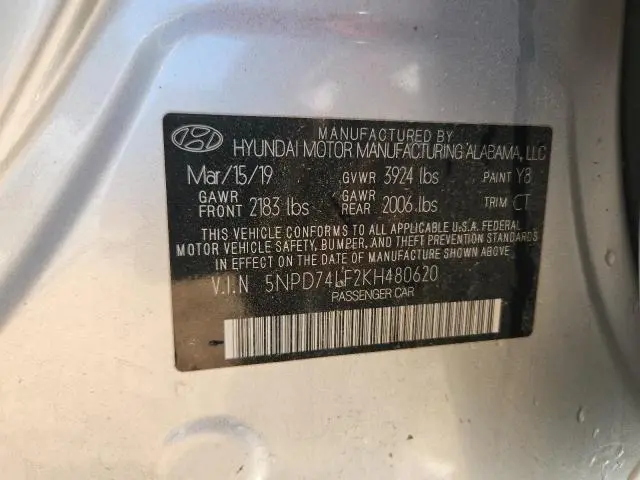 MANUFACTURED BY
HYUNDAI MOTOR MANUFACTURING ALABAMA, LLC
Mar/15/19 GVWR 3924 lbs PAINT Y8
GAWR FRONT 2183 lbs GAWR REAR 2006 lbs TRIM CT
THIS VEHICLE CONFORMS TO ALL APPLICABLE U.S.A. FEDERAL
MOTOR VEHICLE SAFETY, BUMPER, AND THEFT PREVENTION STANDARDS
IN EFFECT ON THE DATE OF MANUFACTURE SHOWN ABOVE
V.I.N 5NPD74LF2KH480620
PASSENGER CAR